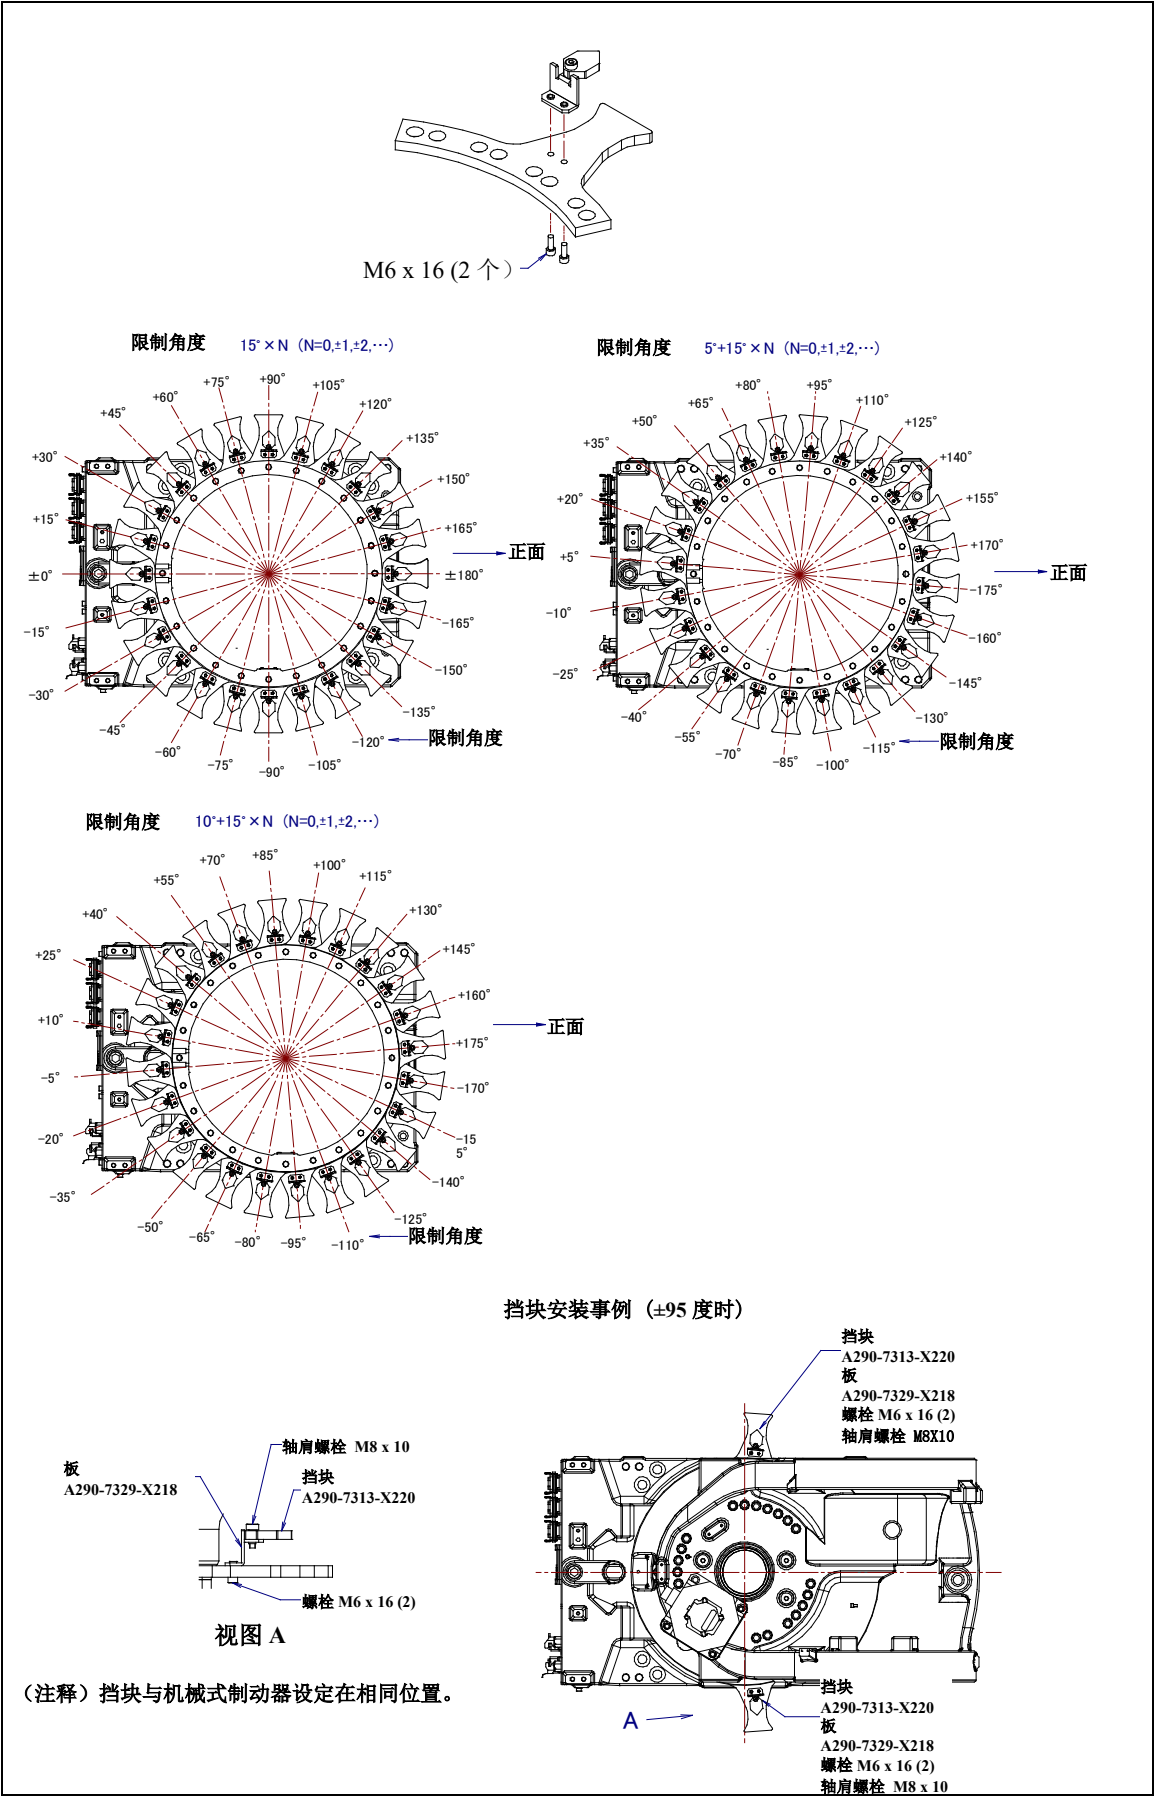 M6 x 16 (2 个）
限制角度 15°×N (N=0,±1,±2,…)
+90°
+75°
+105°
+60°
+120°
+45°
+135°
+30°
+150°
+15°
+165°
正面
±0°
±180°
-15°
-165°
-30°
-150°
-45°
-135°
-60°
-120°
限制角度
-75°
-105°
-90°
限制角度 5°+15°×N (N=0,±1,±2,…)
+80°
+95°
+65°
+110°
+50°
+125°
+35°
+140°
+20°
+155°
+5°
+170°
正面
-175°
-10°
-160°
-25°
-145°
-40°
-130°
-55°
-115°
限制角度
-70°
-100°
-85°
限制角度 10°+15°×N (N=0,±1,±2,…)
+85°
+70°
+100°
+55°
+115°
+40°
+130°
+25°
+145°
+160°
+10°
正面
+175°
-5°
-170°
-20°
-15
5°
-35°
-140°
-50°
-125°
-65°
-80°
-95°
-110°
限制角度
挡块安装事例 (±95 度时)
挡块
A290-7313-X220
板
A290-7329-X218
螺栓 M6 x 16 (2)
轴肩螺栓 M8X10
轴肩螺栓 M8 x 10
板
A290-7329-X218
挡块
A290-7313-X220
螺栓 M6 x 16 (2)
视图 A
（注释）挡块与机械式制动器设定在相同位置。
A
挡块
A290-7313-X220
板
A290-7329-X218
螺栓 M6 x 16 (2)
轴肩螺栓 M8 x 10